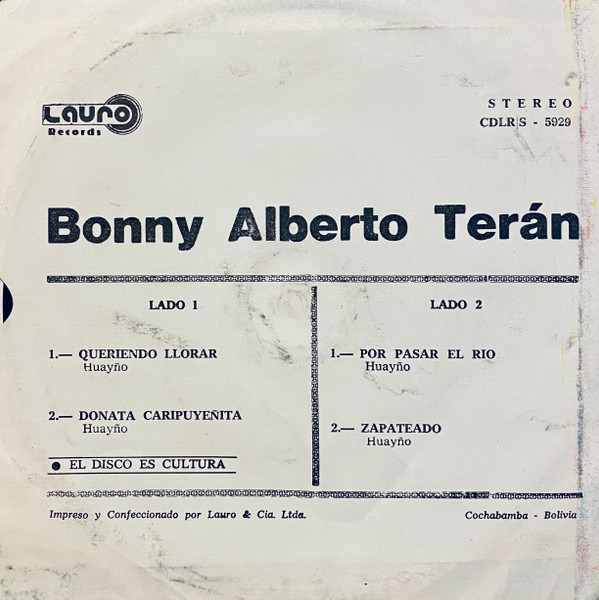 Lauro
Records
STEREO
CDLR S - 5929
Bonny Alberto Terán
LADO 1
1.— QUERIENDO LLORAR
Huayño
2.— DONATA CARIPUYEÑITA
Huayño
● EL DISCO ES CULTURA
LADO 2
1.— POR PASAR EL RIO
Huayño
2.— ZAPATEADO
Huayño
Impreso y Confeccionado por Lauro & Cia. Ltda.
Cochabamba - Bolivia